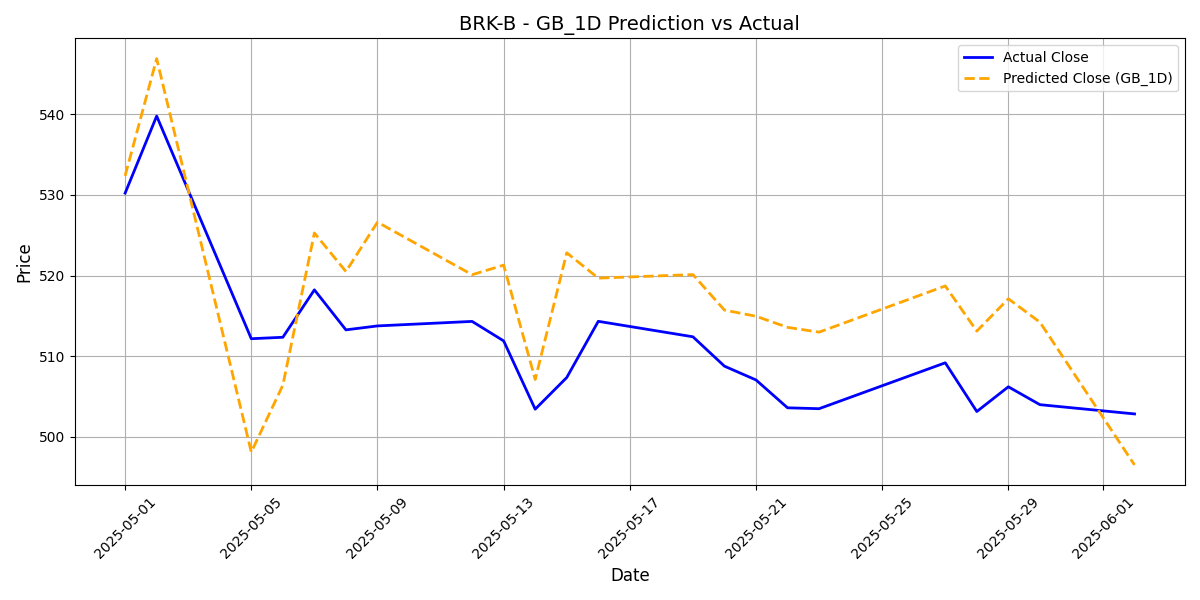 BRK-B - GB_1D Prediction vs Actual
Actual Close
Predicted Close (GB_1D)
Price
540
530
520
510
500
2025-05-01
2025-05-05
2025-05-09
2025-05-13
2025-05-17
2025-05-21
2025-05-25
2025-05-29
2025-06-01
Date